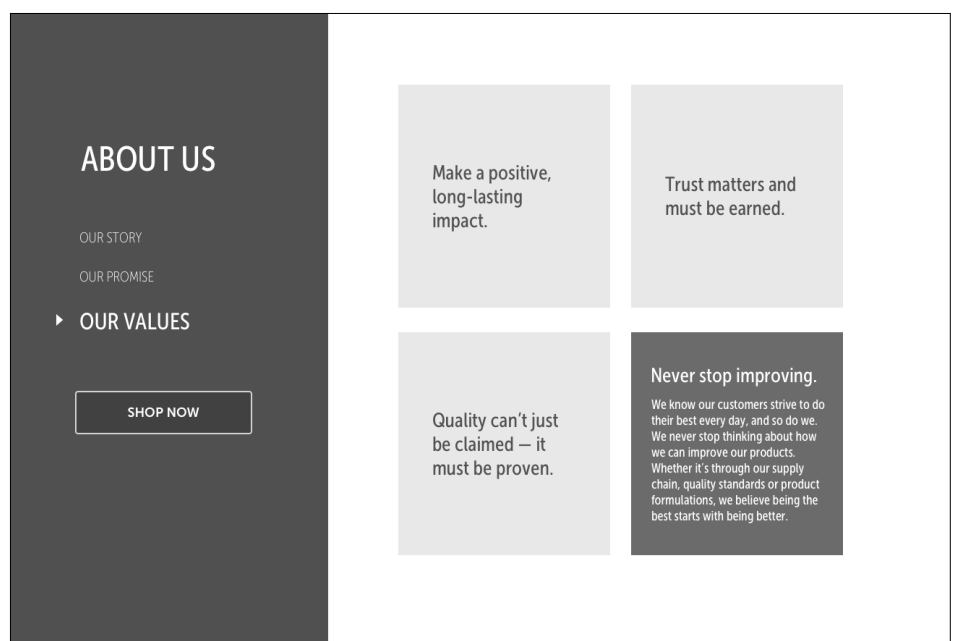 ABOUT US
OUR STORY
OUR PROMISE
OUR VALUES
SHOP NOW
Make a positive,
long-lasting
impact.
Trust matters and
must be earned.
Quality can’t just
be claimed — it
must be proven.
Never stop improving.
We know our customers strive to do
their best every day, and so do we.
We never stop thinking about how
we can improve our products.
Whether it’s through our supply
chain, quality standards or product
formulations, we believe being the
best starts with being better.